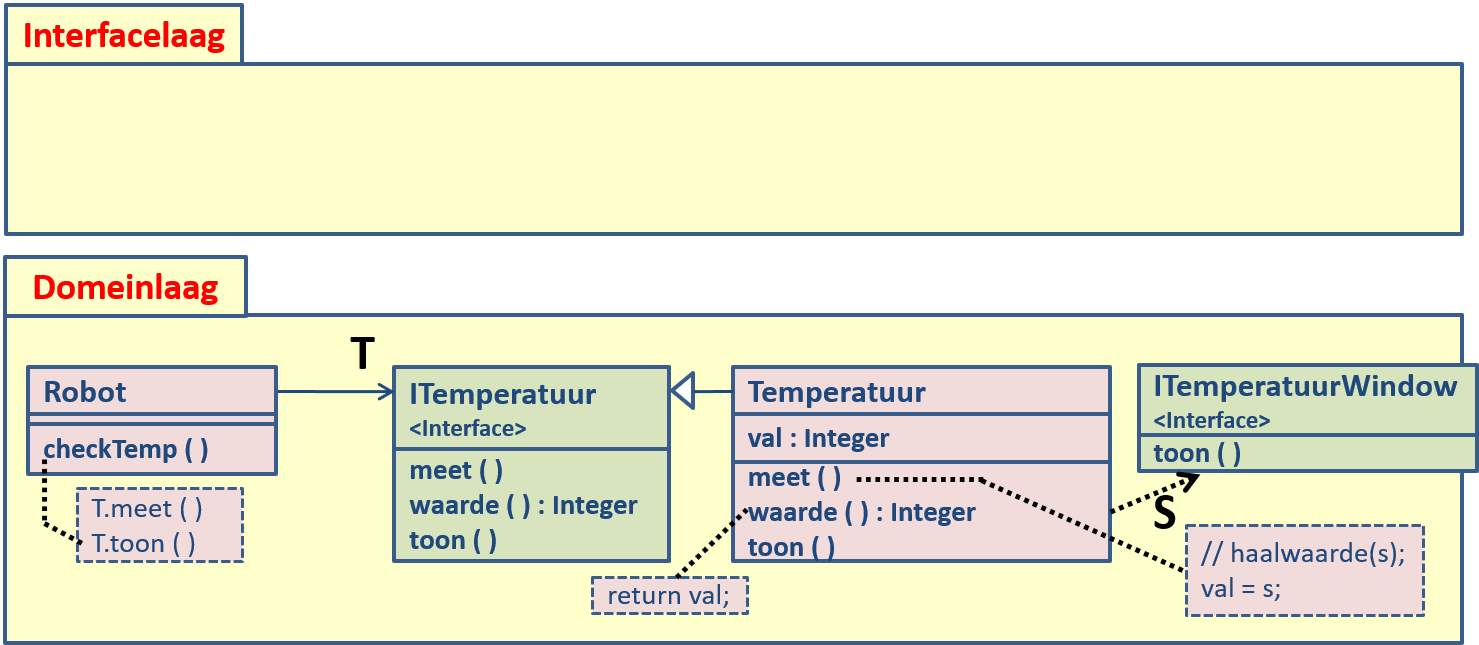 Interfacelaag
Domeinlaag
T
Robot
checkTemp ( )
T.meet ( )
T.toon ( )
ITemperatuur
<Interface>
meet ( )
waarde ( ) : Integer
toon ( )
Temperatuur
val : Integer
meet ( )
waarde ( ) : Integer
toon ( )
return val;
ITemperatuurWindow
<Interface>
toon ( )
S
// haalwaarde(s);
val = s;